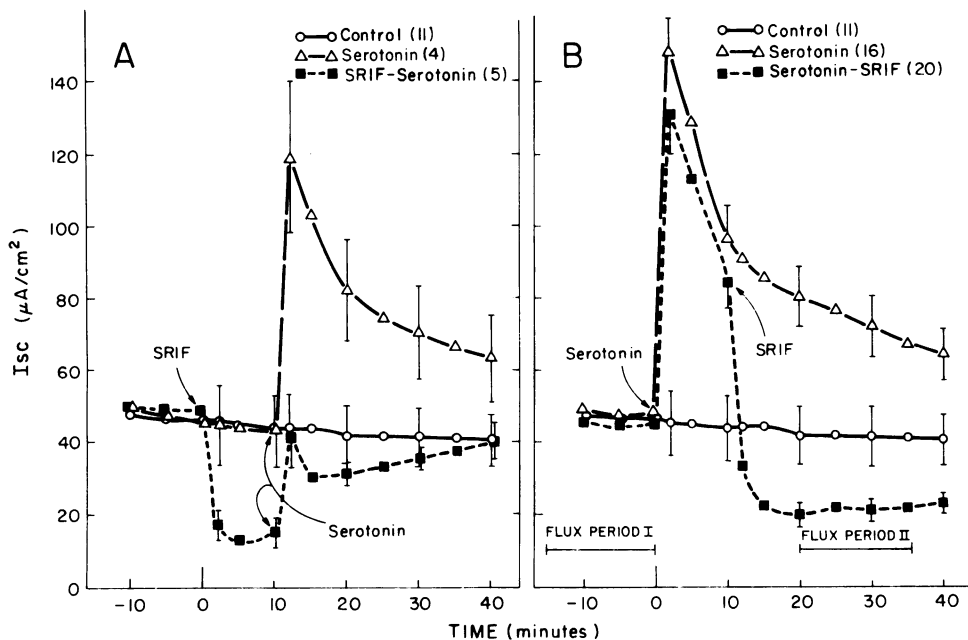 A
Control (11)
Serotonin (4)
SRIF-Serotonin (5)
B
Control (11)
Serotonin (16)
Serotonin-SRIF (20)
Isc (μA/cm²)
140
120
100
80
60
40
20
0
SRIF
Serotonin
Serotonin
SRIF
FLUX PERIOD I
FLUX PERIOD II
-10 0 10 20 30 40
-10 0 10 20 30 40
TIME (minutes)